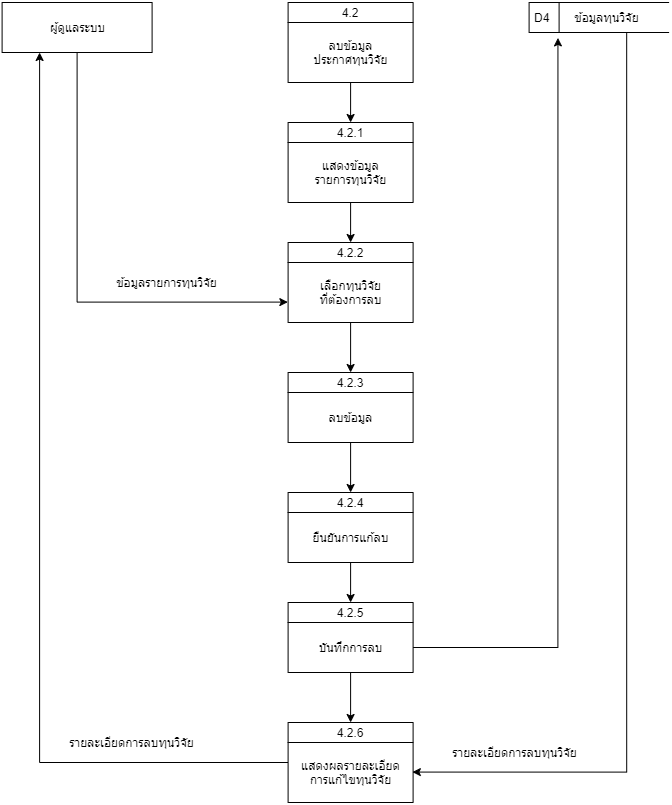 ผู้ดูแลระบบ
4.2
ลบข้อมูล
ประกาศทุนวิจัย
D4
ข้อมูลทุนวิจัย
4.2.1
แสดงข้อมูล
รายการทุนวิจัย
4.2.2
เลือกทุนวิจัย
ที่ต้องการลบ
ข้อมูลรายการทุนวิจัย
4.2.3
ลบข้อมูล
4.2.4
ยืนยันการแก้ลบ
4.2.5
บันทึกการลบ
4.2.6
แสดงผลรายละเอียด
การแก้ไขทุนวิจัย
รายละเอียดการลบทุนวิจัย
รายละเอียดการลบทุนวิจัย